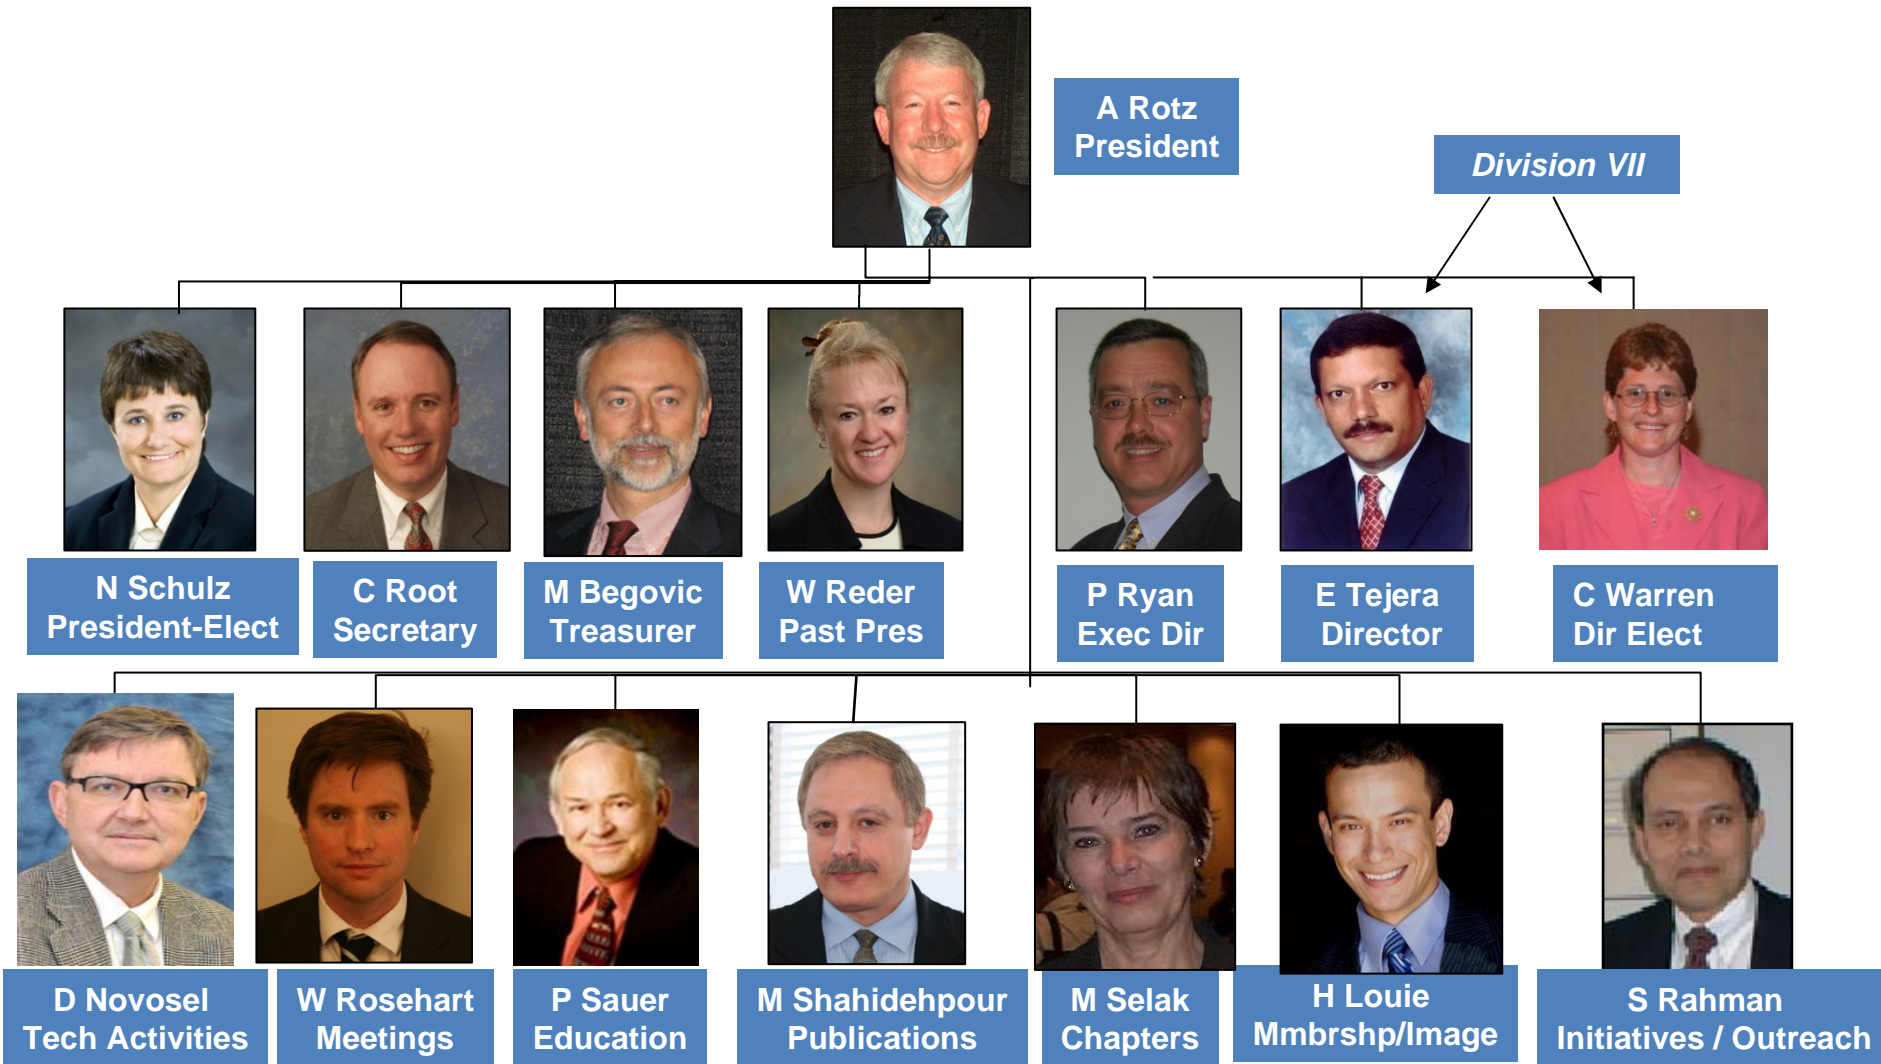 A Rotz
President
Division VII
N Schulz
President-Elect
C Root
Secretary
M Begovic
Treasurer
W Reder
Past Pres
P Ryan
Exec Dir
E Tejera
Director
C Warren
Dir Elect
D Novosel
Tech Activities
W Rosehart
Meetings
P Sauer
Education
M Shahidehpour
Publications
M Selak
Chapters
H Louie
Mmbrshp/Image
S Rahman
Initiatives / Outreach